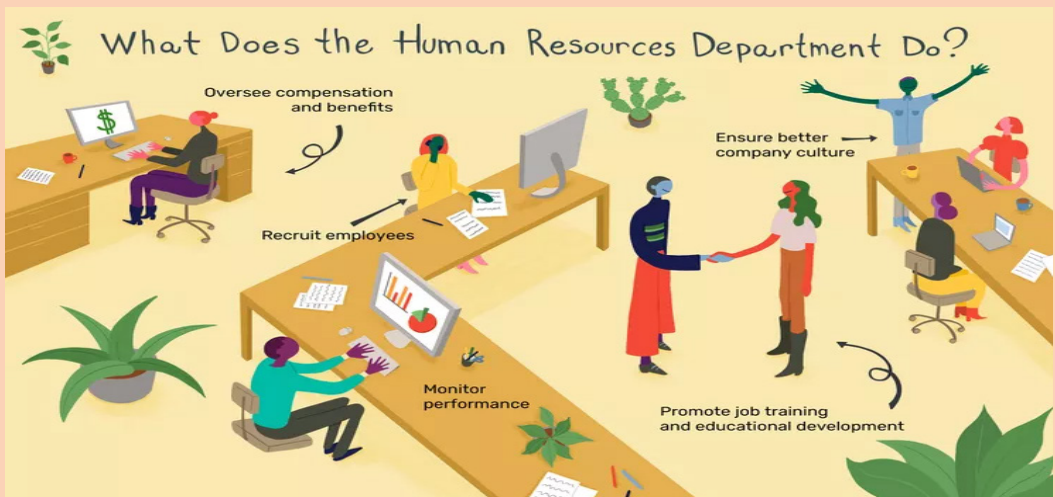 What Does the Human Resources Department Do?
Oversee compensation
and benefits
$
Ensure better
company culture
Recruit employees
Monitor
performance
Promote job training
and educational development